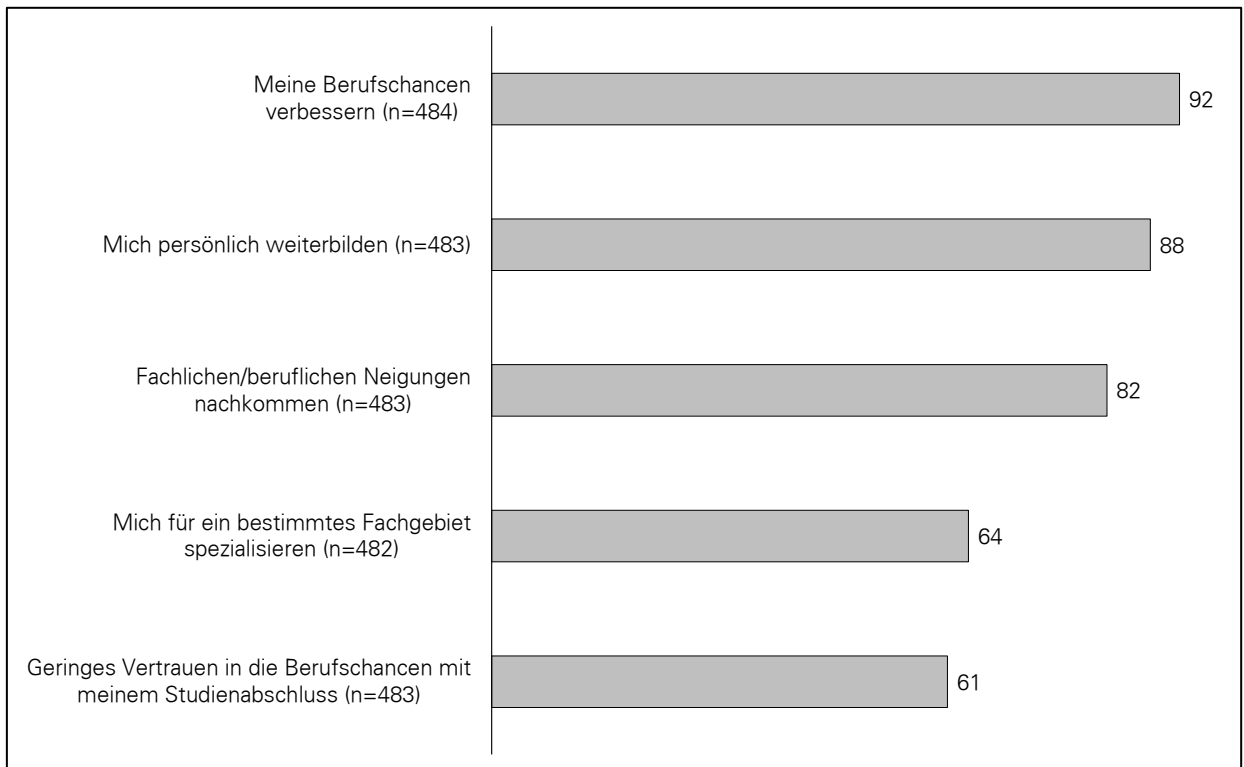 Meine Berufschancen
verbessern (n=484)
92
Mich persönlich weiterbilden (n=483)
88
Fachlichen/beruflichen Neigungen
nachkommen (n=483)
82
Mich für ein bestimmtes Fachgebiet
spezialisieren (n=482)
64
Geringes Vertrauen in die Berufschancen mit
meinem Studienabschluss (n=483)
61